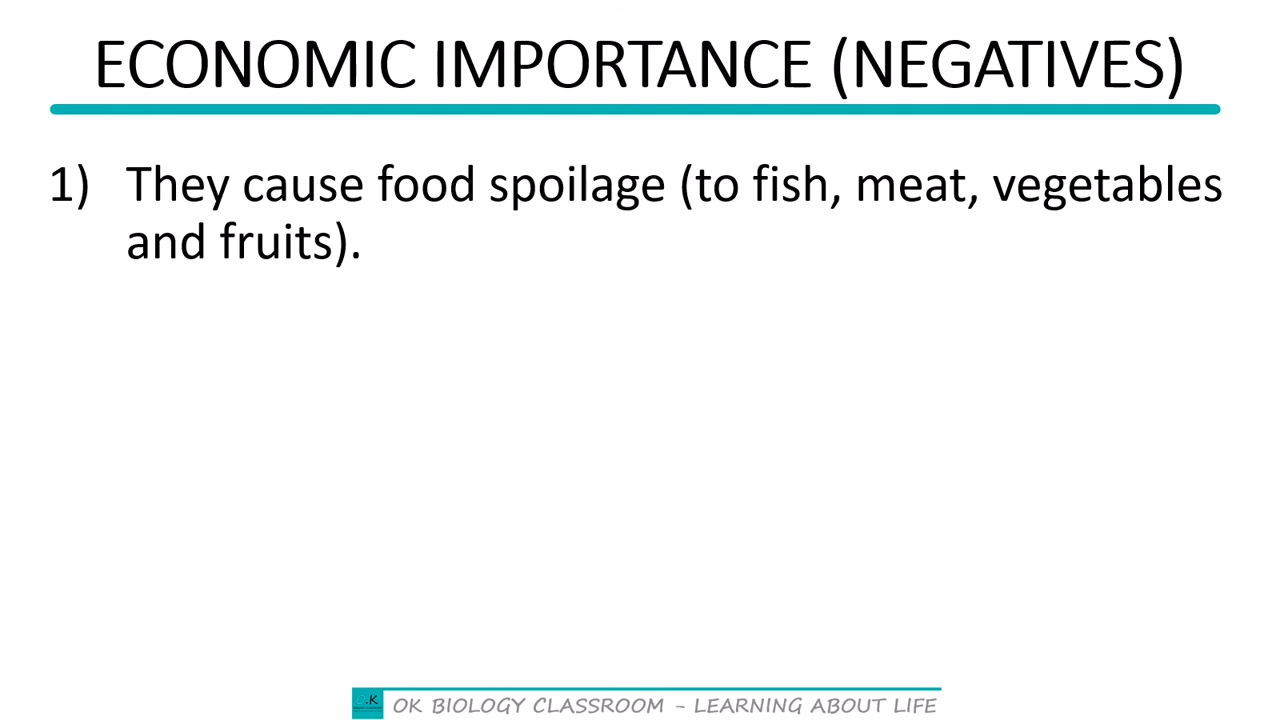 ECONOMIC IMPORTANCE (NEGATIVES)
1) They cause food spoilage (to fish, meat, vegetables
and fruits).
.K OK BIOLOGY CLASSROOM - LEARNING ABOUT LIFE